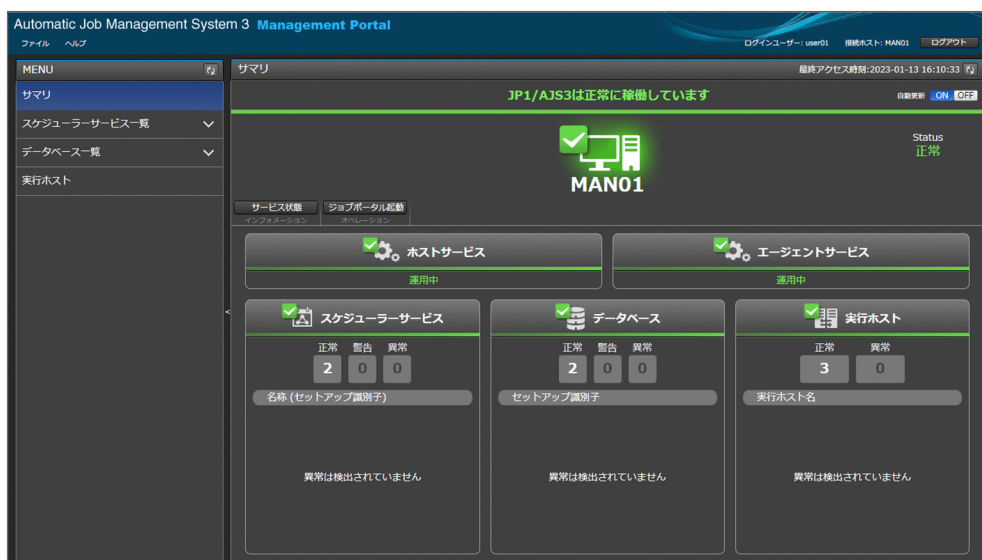 Automatic Job Management System 3 Management Portal
ファイル ヘルプ
ログインユーザー: user01 接続ホスト: MAN01 ログアウト
MENU
サマリ
スケジューラーサービス一覧
データベース一覧
実行ホスト
サマリ
最終アクセス時刻:2023-01-13 16:10:33
JP1/AJS3は正常に稼働しています
自動更新 ON OFF
MAN01
Status
正常
サービス状態 ジョブポータル起動
インフォメーション オペレーション
ホストサービス
運用中
エージェントサービス
運用中
スケジューラーサービス
正常 警告 異常
2 0 0
名称 (セットアップ識別子)
異常は検出されていません
データベース
正常 警告 異常
2 0 0
セットアップ識別子
異常は検出されていません
実行ホスト
正常 異常
3 0
実行ホスト名
異常は検出されていません